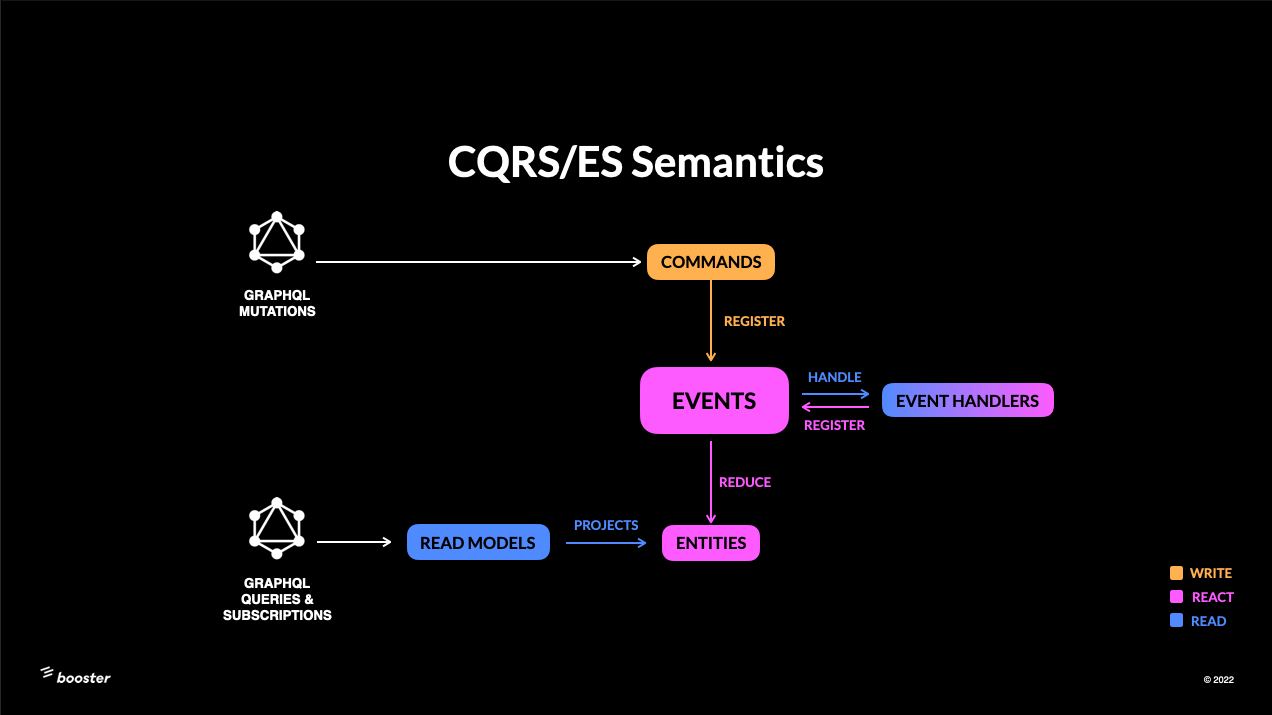 CQRS/ES Semantics
GRAPHQL
MUTATIONS
COMMANDS
REGISTER
EVENTS
HANDLE
REGISTER
EVENT HANDLERS
REDUCE
GRAPHQL
QUERIES &
SUBSCRIPTIONS
READ MODELS
PROJECTS
ENTITIES
WRITE
REACT
READ
booster
© 2022